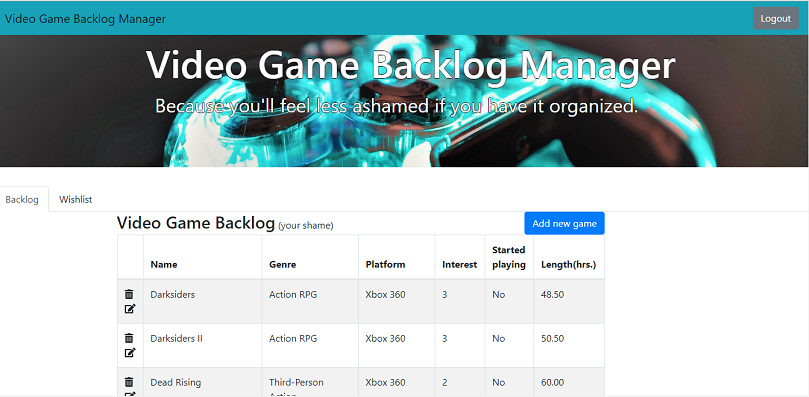 Video Game Backlog Manager
Logout
Video Game Backlog Manager
Because you'll feel less ashamed if you have it organized.
Backlog
Wishlist
Video Game Backlog (your shame)
Add new game
Name Genre Platform Interest Started playing Length(hrs.)
Darksiders Action RPG Xbox 360 3 No 48.50
Darksiders II Action RPG Xbox 360 3 No 50.50
Dead Rising Third-Person Xbox 360 2 No 60.00
Action